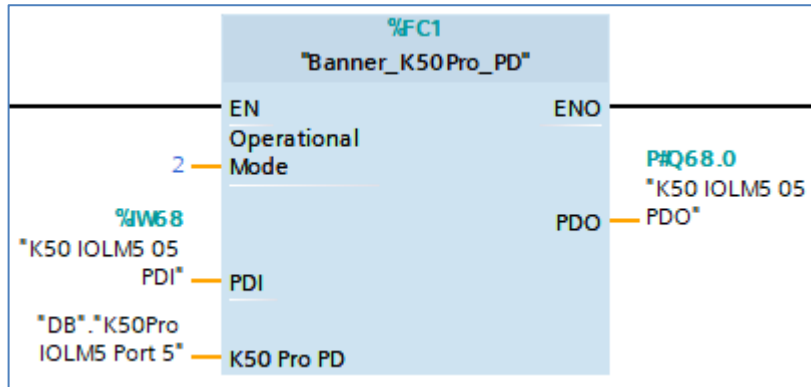 %FC1
"Banner_K50Pro_PD"
EN
ENO
Operational
Mode
2
P#Q68.0
"K50 IOLM5 05
PDO"
PDO
%IW68
"K50 IOLM5 05
PDI"
PDI
"DB"."K50Pro
IOLM5 Port 5"
K50 Pro PD